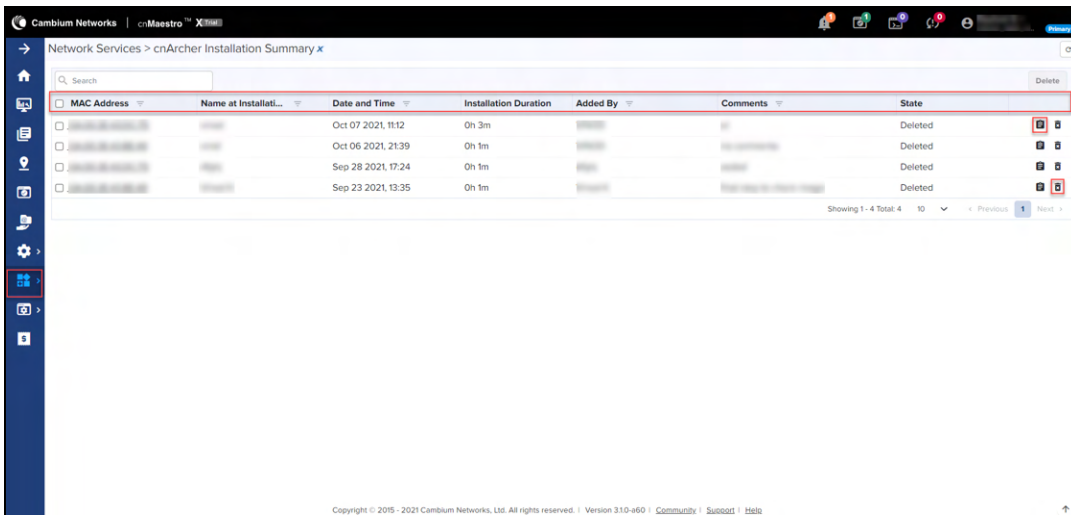 Cambium Networks | cnMaestro™ X Trial 1 1 9 9 Primary
Network Services > cnArcher Installation Summary x
Search Delete
MAC Address Name at Installati... Date and Time Installation Duration Added By Comments State
Oct 07 2021, 11:12 0h 3m Deleted
Oct 06 2021, 21:39 0h 1m Deleted
Sep 28 2021, 17:24 0h 1m Deleted
Sep 23 2021, 13:35 0h 1m Deleted
Showing 1 - 4 Total: 4 10 < Previous 1 Next >
Copyright © 2015 - 2021 Cambium Networks, Ltd. All rights reserved. | Version 3.1.0-a60 | Community | Support | Help